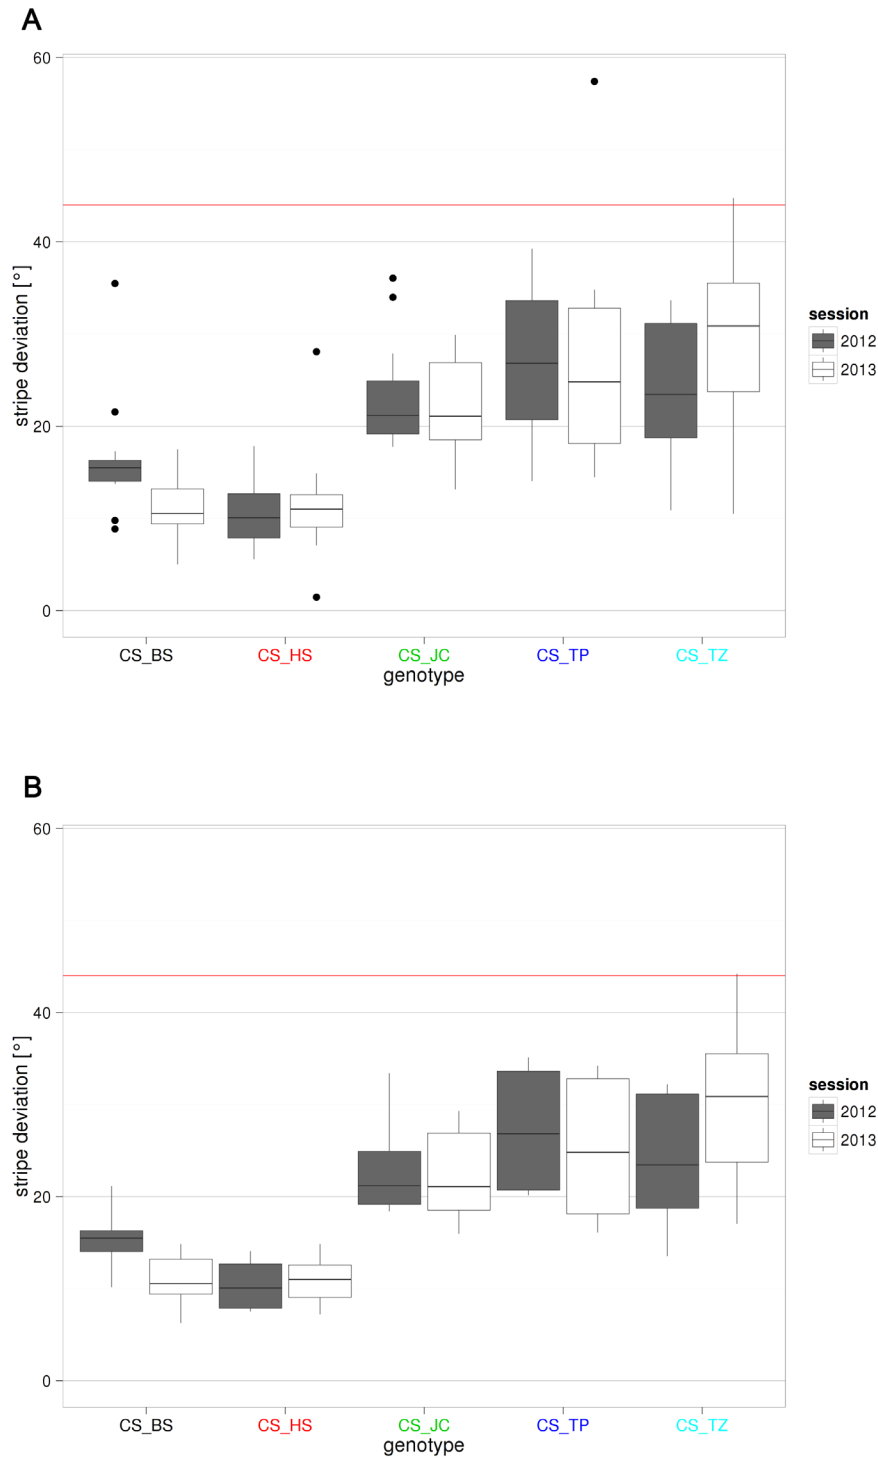 A
60
40
20
0
stripe deviation [°]
CS_BS CS_HS CS_JC CS_TP CS_TZ
genotype
session
2012
2013
B
60
40
20
0
stripe deviation [°]
CS_BS CS_HS CS_JC CS_TP CS_TZ
genotype
session
2012
2013